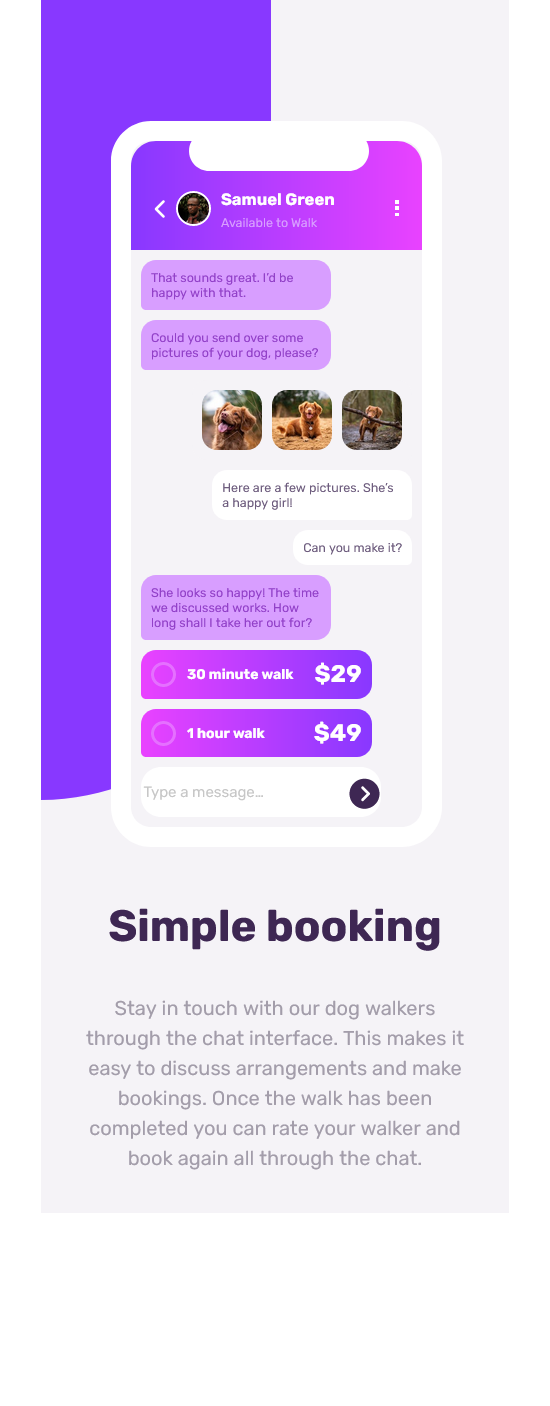 Samuel Green
Available to Walk
That sounds great. I'd be
happy with that.
Could you send over some
pictures of your dog, please?
Here are a few pictures. She's
a happy girl!
Can you make it?
She looks so happy! The time
we discussed works. How
long shall I take her out for?
30 minute walk $29
1 hour walk $49
Type a message...
Simple booking
Stay in touch with our dog walkers
through the chat interface. This makes it
easy to discuss arrangements and make
bookings. Once the walk has been
completed you can rate your walker and
book again all through the chat.